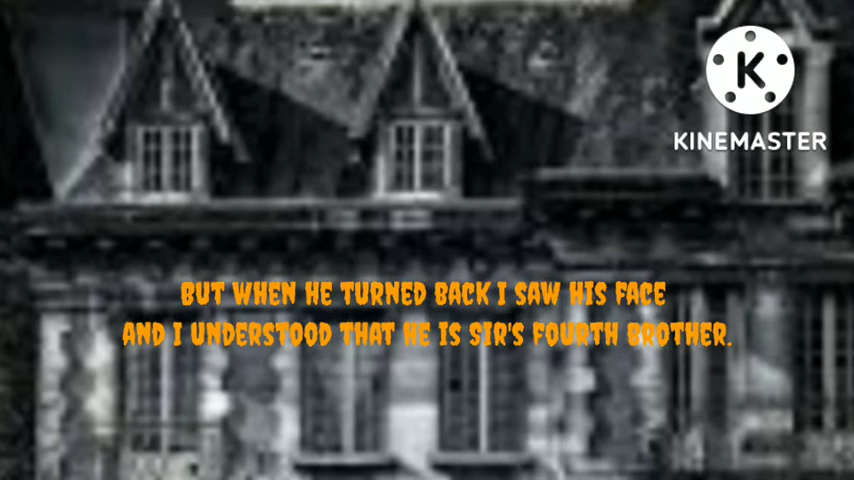 K
KINEMASTER
BUT WHEN HE TURNED BACK I SAW HIS FACE
AND I UNDERSTOOD THAT HE IS SIR'S FOURTH BROTHER.